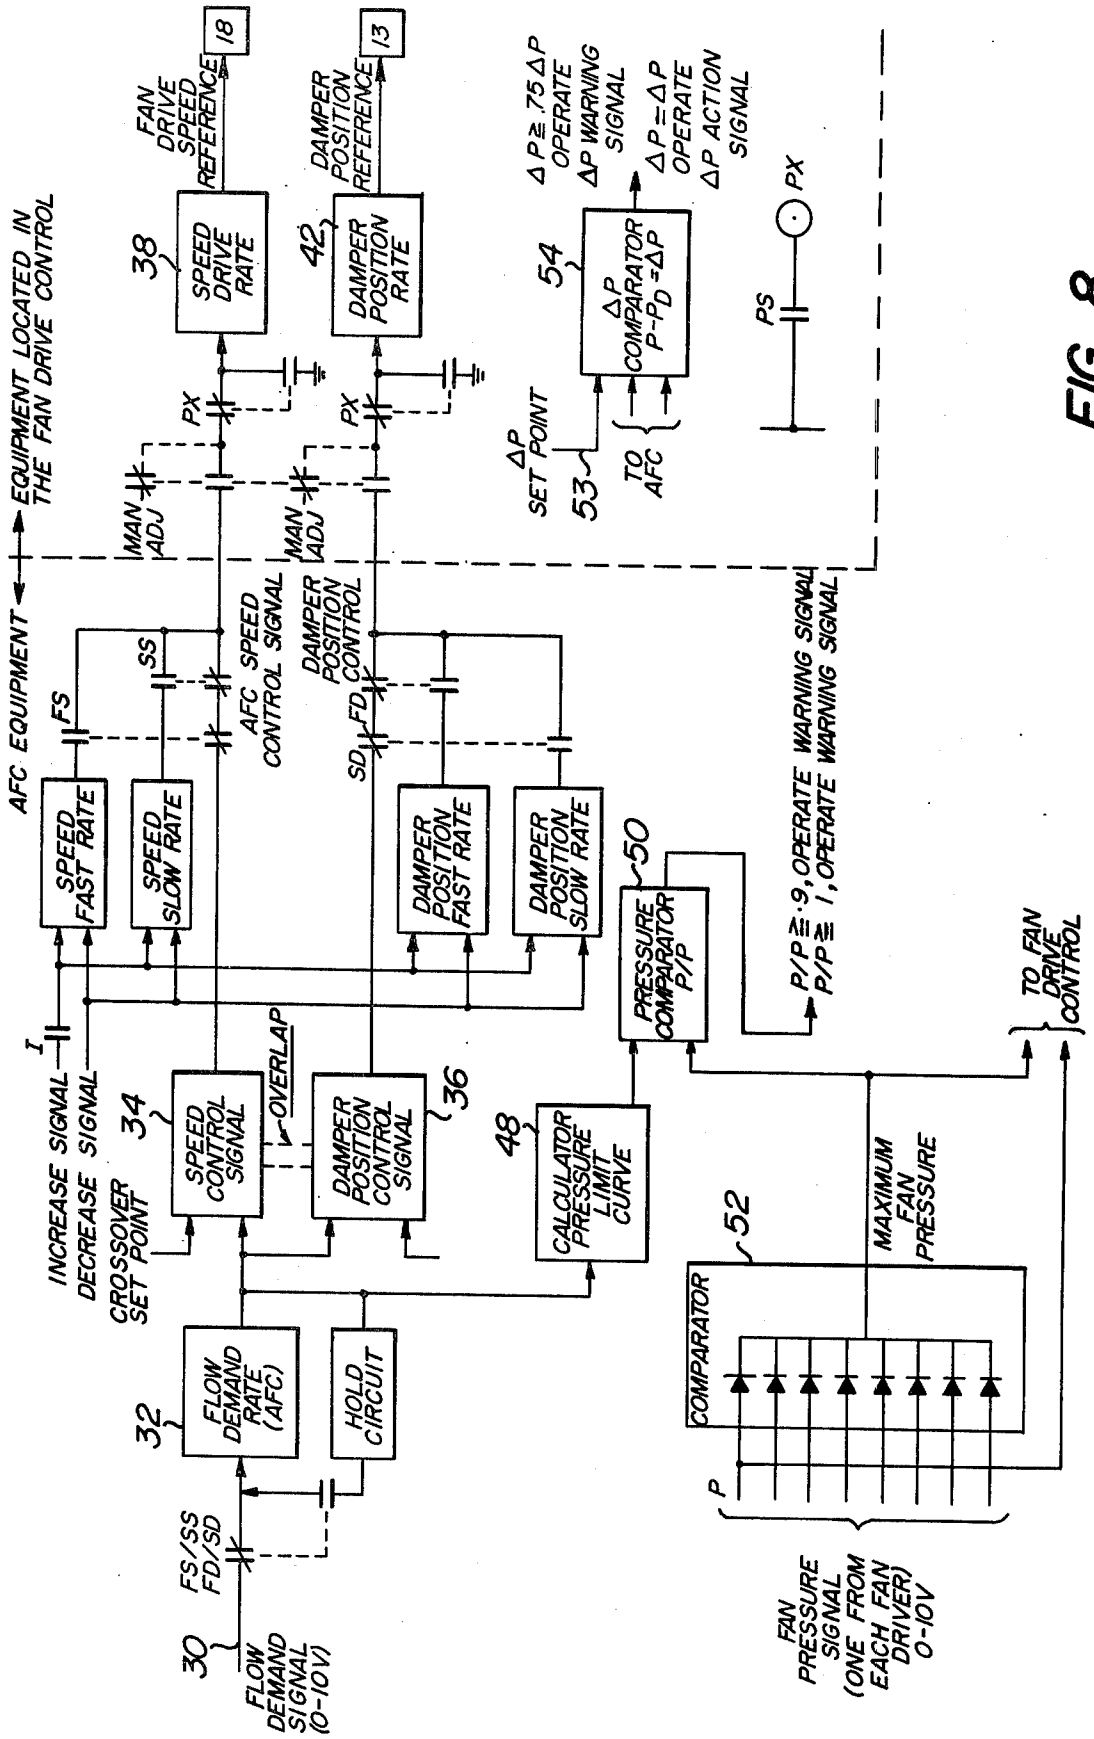 AFC EQUIPMENT
EQUIPMENT LOCATED IN
THE FAN DRIVE CONTROL
INCREASE SIGNAL
I
DECREASE SIGNAL
CROSSOVER
SET POINT
SPEED
FAST RATE
FS
SPEED
SLOW RATE
SS
MAN
ADJ
PX
38
SPEED
DRIVE
RATE
FAN
DRIVE
SPEED
REFERENCE
18
30
FLOW
DEMAND
SIGNAL
(0-10V)
FS/SS
FD/SD
32
FLOW
DEMAND
RATE
(AFC)
HOLD
CIRCUIT
34
SPEED
CONTROL
SIGNAL
OVERLAP
DAMPER
POSITION
CONTROL
SIGNAL
36
AFC SPEED
CONTROL SIGNAL
DAMPER
POSITION
CONTROL
SD
FD
MAN
ADJ
PX
42
DAMPER
POSITION
RATE
DAMPER
POSITION
REFERENCE
13
DAMPER
POSITION
FAST RATE
DAMPER
POSITION
SLOW RATE
48
CALCULATOR
PRESSURE
LIMIT
CURVE
50
PRESSURE
COMPARATOR
P/P
P/P ≧ .9, OPERATE WARNING SIGNAL
P/P ≧ 1, OPERATE WARNING SIGNAL
ΔP
SET POINT
53
TO
AFC
54
ΔP
COMPARATOR
P-PD=ΔP
ΔP ≧ .75 ΔP
OPERATE
ΔP WARNING
SIGNAL
ΔP = ΔP
OPERATE
ΔP ACTION
SIGNAL
PS
PX
FAN
PRESSURE
SIGNAL
(ONE FROM
EACH FAN
DRIVER)
0-10V
P
COMPARATOR
52
MAXIMUM
FAN
PRESSURE
TO FAN
DRIVE
CONTROL
FIG. 8